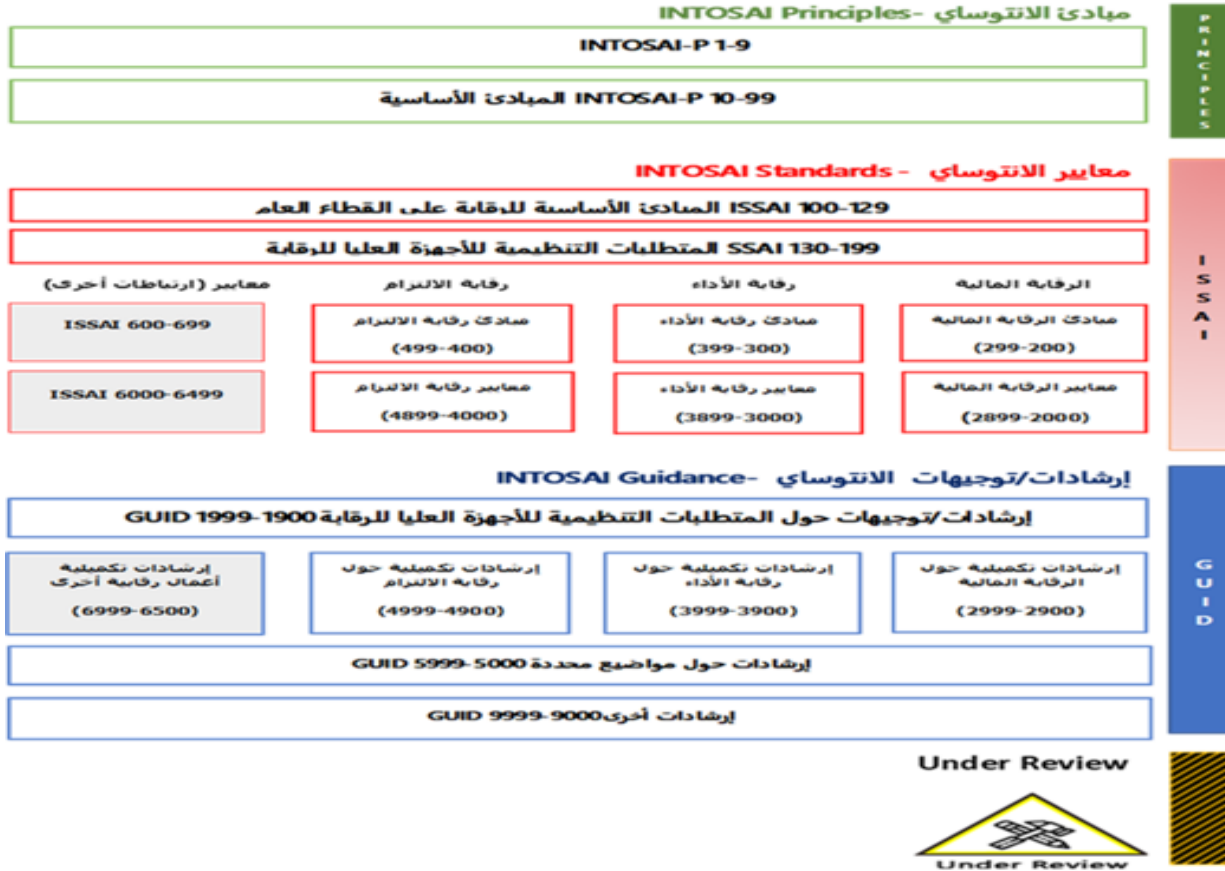 مبادئ الانتوساي -INTOSAI Principles
INTOSAI-P 1-9
INTOSAI-P 10-99 المبادئ الأساسية
PRINCIPLES
معايير الانتوساي - INTOSAI Standards
ISSAI 100-129 المبادئ الأساسية للرقابة على القطاع العام
SSAI 130-199 المتطلبات التنظيمية للأجهزة العليا للرقابة
الرقابة المالية
رقابة الأداء
رقابة الالتزام
معايير (ارتباطات أخرى)
مبادئ الرقابة المالية
(299-200)
مبادئ رقابة الأداء
(399-300)
مبادئ رقابة الالتزام
(499-400)
ISSAI 600-699
معايير الرقابة المالية
(2899-2000)
معايير رقابة الأداء
(3899-3000)
معايير رقابة الالتزام
(4899-4000)
ISSAI 6000-6499
ISSAI
إرشادات/توجيهات الانتوساي -INTOSAI Guidance
إرشادات/توجيهات حول المتطلبات التنظيمية للأجهزة العليا للرقابة GUID 1999-1900
إرشادات تكميلية حول
الرقابة المالية
(2999-2900)
إرشادات تكميلية حول
رقابة الأداء
(3999-3900)
إرشادات تكميلية حول
رقابة الالتزام
(4999-4900)
إرشادات تكميلية
أعمال رقابية أخرى
(6999-6500)
إرشادات حول مواضيع محددة GUID 5999-5000
إرشادات أخرى GUID 9999-9000
GUID
Under Review
Under Review